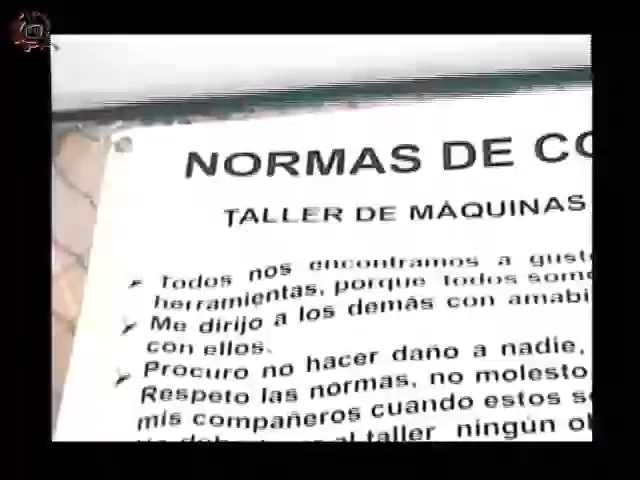 NORMAS DE CO
TALLER DE MÁQUINAS
Todos nos encontramos a gust
herramientas, porque todos som
Me dirijo a los demás con amabi
con ellos.
Procuro no hacer daño a nadie,
Respeto las normas, no molesto
mis compañeros cuando estos s
al taller ningún